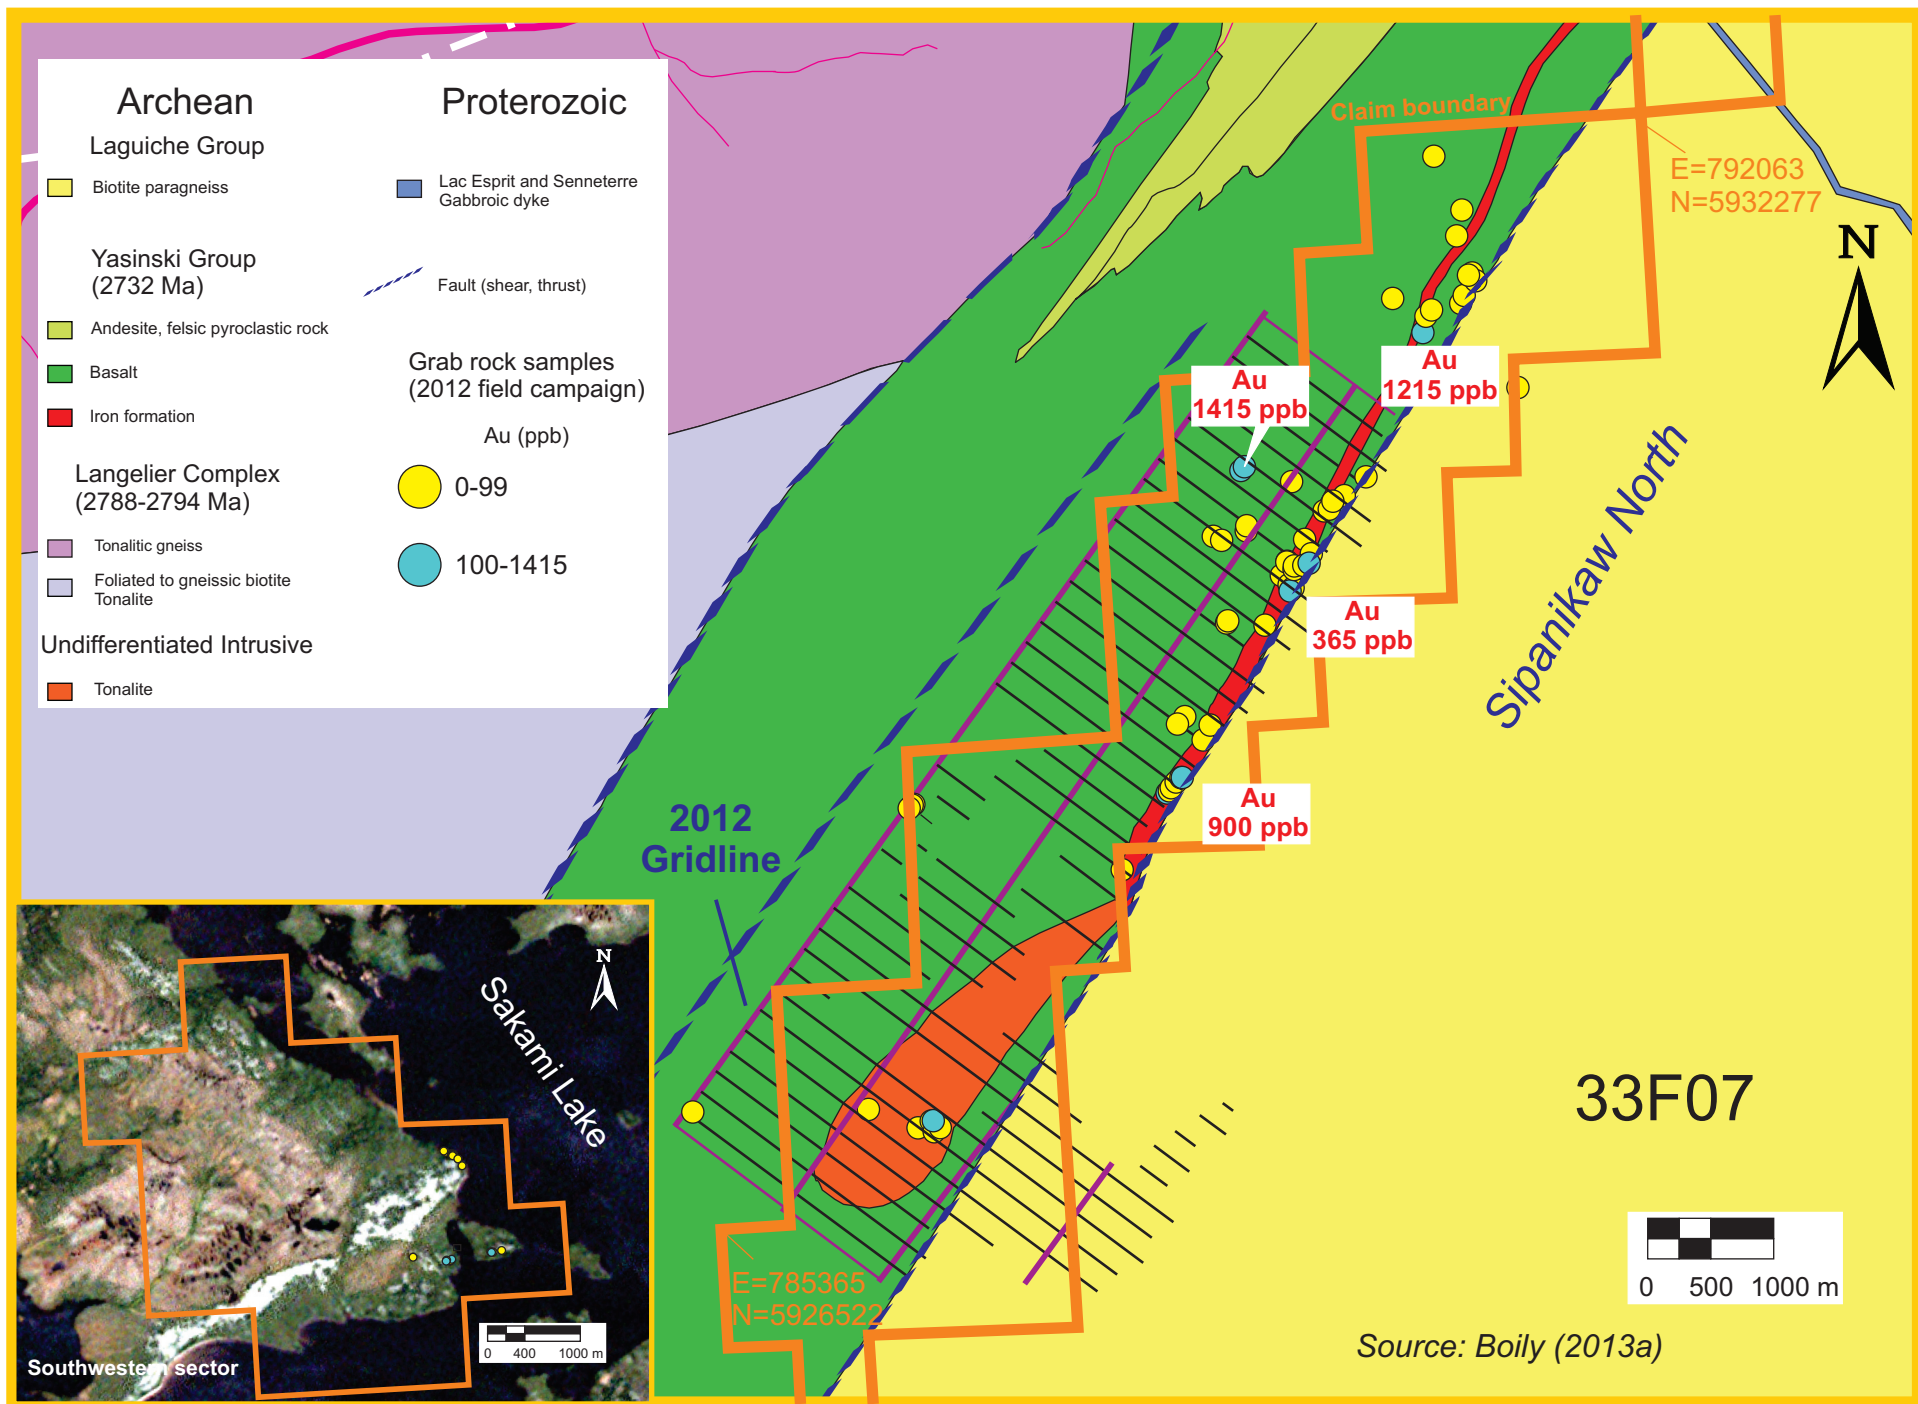 Archean
Laguiche Group
Biotite paragneiss
Yasinski Group
(2732 Ma)
Andesite, felsic pyroclastic rock
Basalt
Iron formation
Langelier Complex
(2788-2794 Ma)
Tonalitic gneiss
Foliated to gneissic biotite
Tonalite
Undifferentiated Intrusive
Tonalite
Proterozoic
Lac Esprit and Senneterre
Gabbroic dyke
Fault (shear, thrust)
Grab rock samples
(2012 field campaign)
Au (ppb)
0-99
100-1415
Claim boundary
E=792063
N=5932277
N
Au
1415 ppb
Au
1215 ppb
Au
365 ppb
Au
900 ppb
Sipanikaw North
2012
Gridline
E=785365
N=5926522
33F07
0 500 1000 m
Source: Boily (2013a)
N
Sakami Lake
0 400 1000 m
Southwestern sector